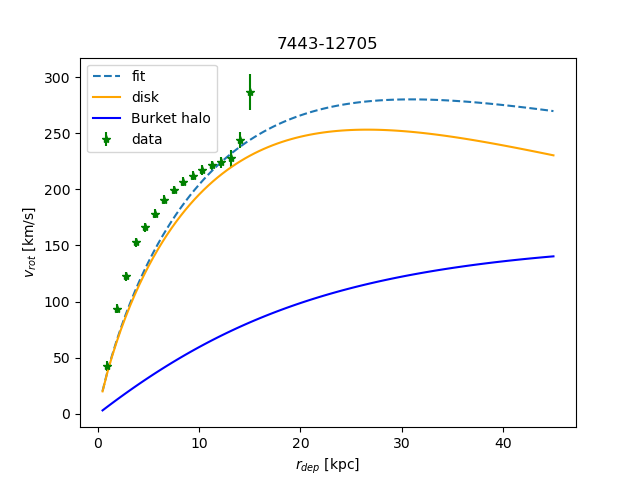 7443-12705
fit
disk
Burket halo
data
300
250
200
150
100
50
0
v_rot [km/s]
0 10 20 30 40
r_dep [kpc]